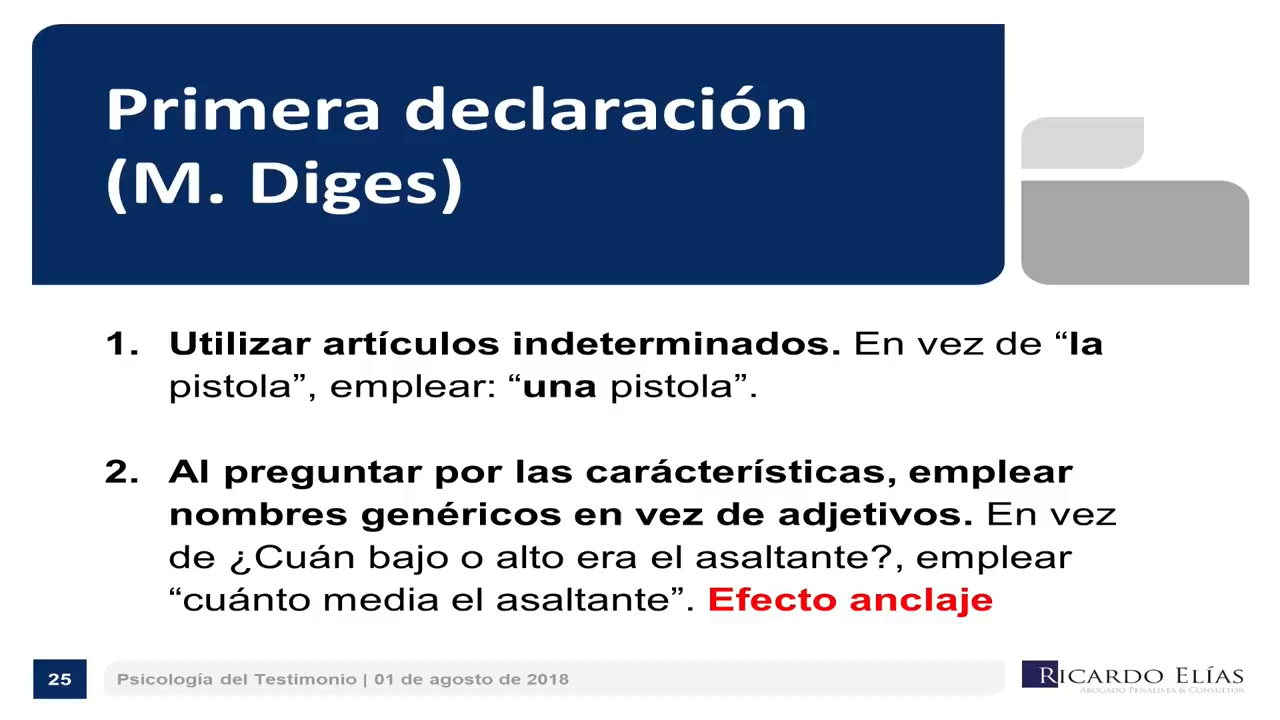 Primera declaración
(M. Diges)
1. Utilizar artículos indeterminados. En vez de “la
pistola”, emplear: “una pistola”.
2. Al preguntar por las carácterísticas, emplear
nombres genéricos en vez de adjetivos. En vez
de ¿Cuán bajo o alto era el asaltante?, emplear
“cuánto media el asaltante”. Efecto anclaje
25
Psicología del Testimonio | 01 de agosto de 2018
RICARDO ELÍAS
ABOGADO PENALISTA & CONSULTOR